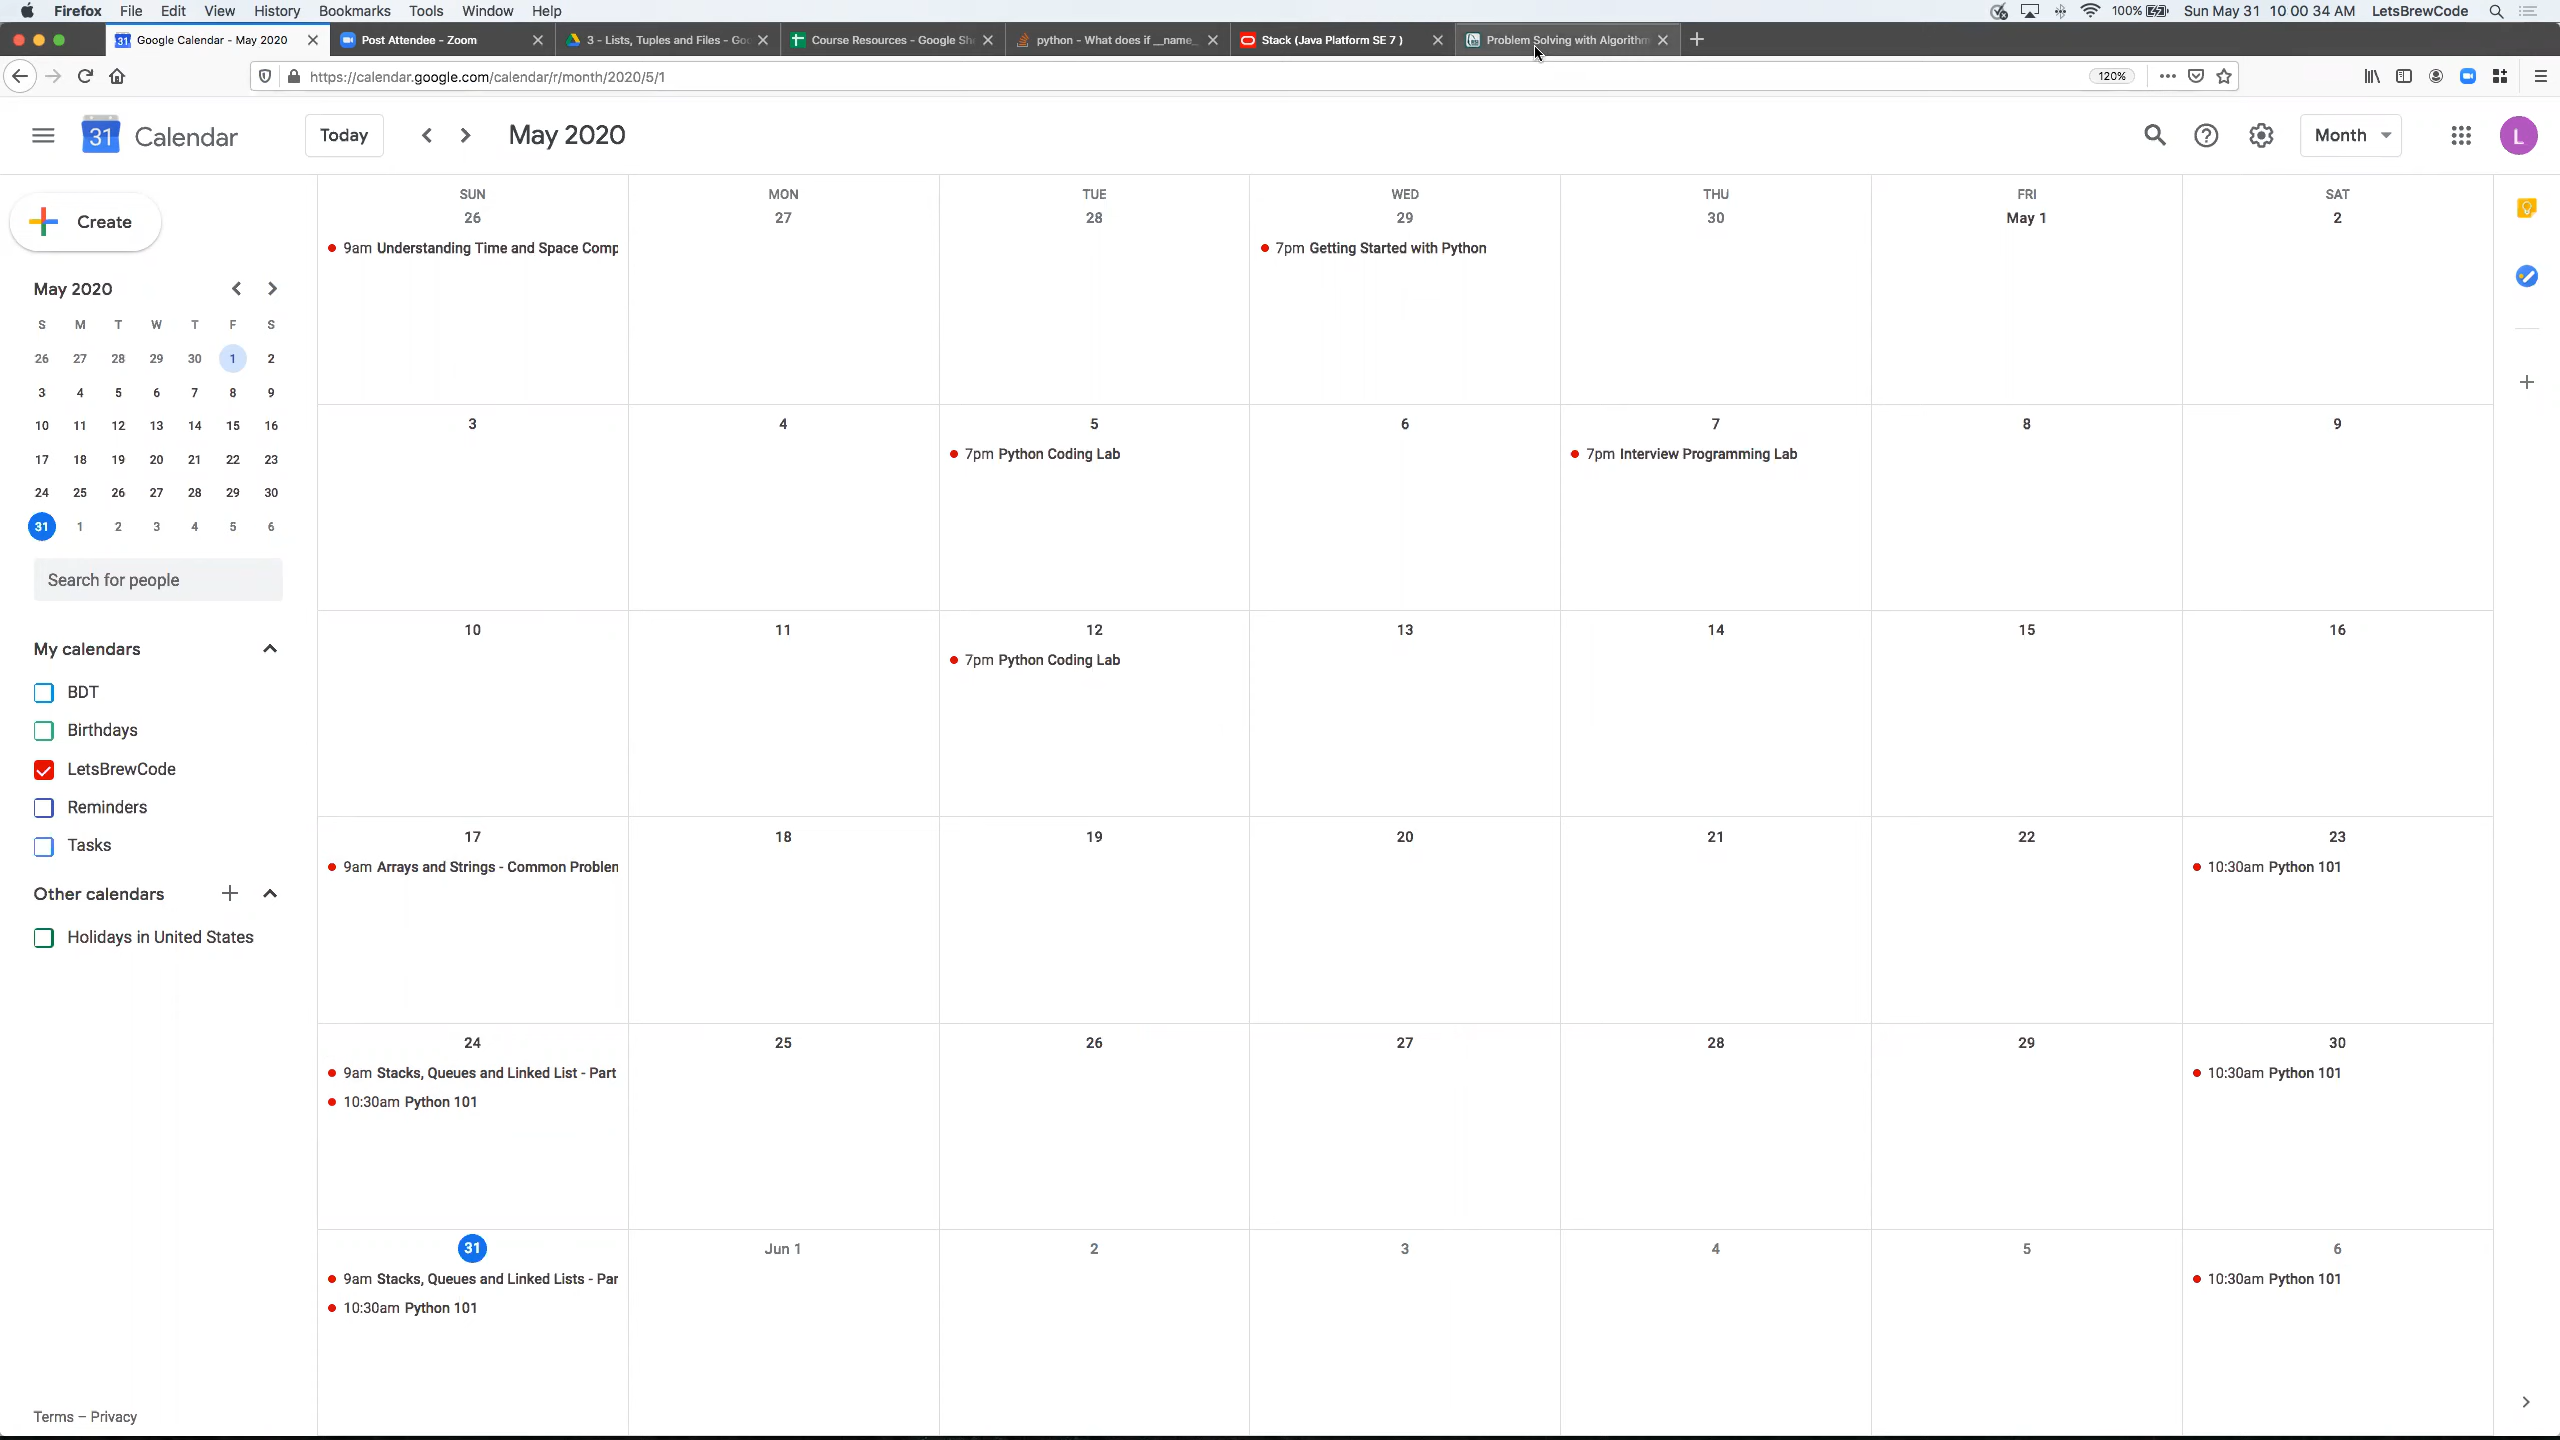 Firefox File Edit View History Bookmarks Tools Window Help 100% Sun May 31 10 00 34 AM LetsBrewCode
31 Google Calendar - May 2020 Post Attendee - Zoom 3 - Lists, Tuples and Files - Goo Course Resources - Google Sh python - What does if __name_ Stack (Java Platform SE 7 ) Problem Solving with Algorithm
https://calendar.google.com/calendar/r/month/2020/5/1 120%
31 Calendar Today May 2020 Month L
Create
May 2020
S M T W T F S
26 27 28 29 30 1 2
3 4 5 6 7 8 9
10 11 12 13 14 15 16
17 18 19 20 21 22 23
24 25 26 27 28 29 30
31 1 2 3 4 5 6
Search for people
My calendars
BDT
Birthdays
LetsBrewCode
Reminders
Tasks
Other calendars
Holidays in United States
Terms – Privacy
SUN MON TUE WED THU FRI SAT
26 27 28 29 30 May 1 2
9am Understanding Time and Space Comp 7pm Getting Started with Python
3 4 5 6 7 8 9
7pm Python Coding Lab 7pm Interview Programming Lab
10 11 12 13 14 15 16
7pm Python Coding Lab
17 18 19 20 21 22 23
9am Arrays and Strings - Common Problen 10:30am Python 101
24 25 26 27 28 29 30
9am Stacks, Queues and Linked List - Part 10:30am Python 101
10:30am Python 101
31 Jun 1 2 3 4 5 6
9am Stacks, Queues and Linked Lists - Par 10:30am Python 101
10:30am Python 101